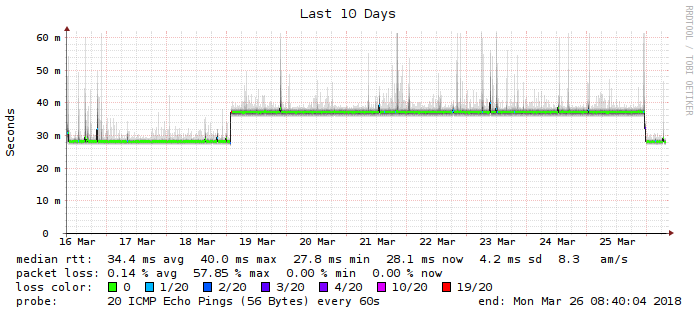 Last 10 Days
RRDTOOL / TOBI OETIKER
Seconds
60 m
50 m
40 m
30 m
20 m
10 m
0
16 Mar 17 Mar 18 Mar 19 Mar 20 Mar 21 Mar 22 Mar 23 Mar 24 Mar 25 Mar
median rtt: 34.4 ms avg 40.0 ms max 27.8 ms min 28.1 ms now 4.2 ms sd 8.3 am/s
packet loss: 0.14 % avg 57.85 % max 0.00 % min 0.00 % now
loss color: 0 1/20 2/20 3/20 4/20 10/20 19/20
probe: 20 ICMP Echo Pings (56 Bytes) every 60s end: Mon Mar 26 08:40:04 2018